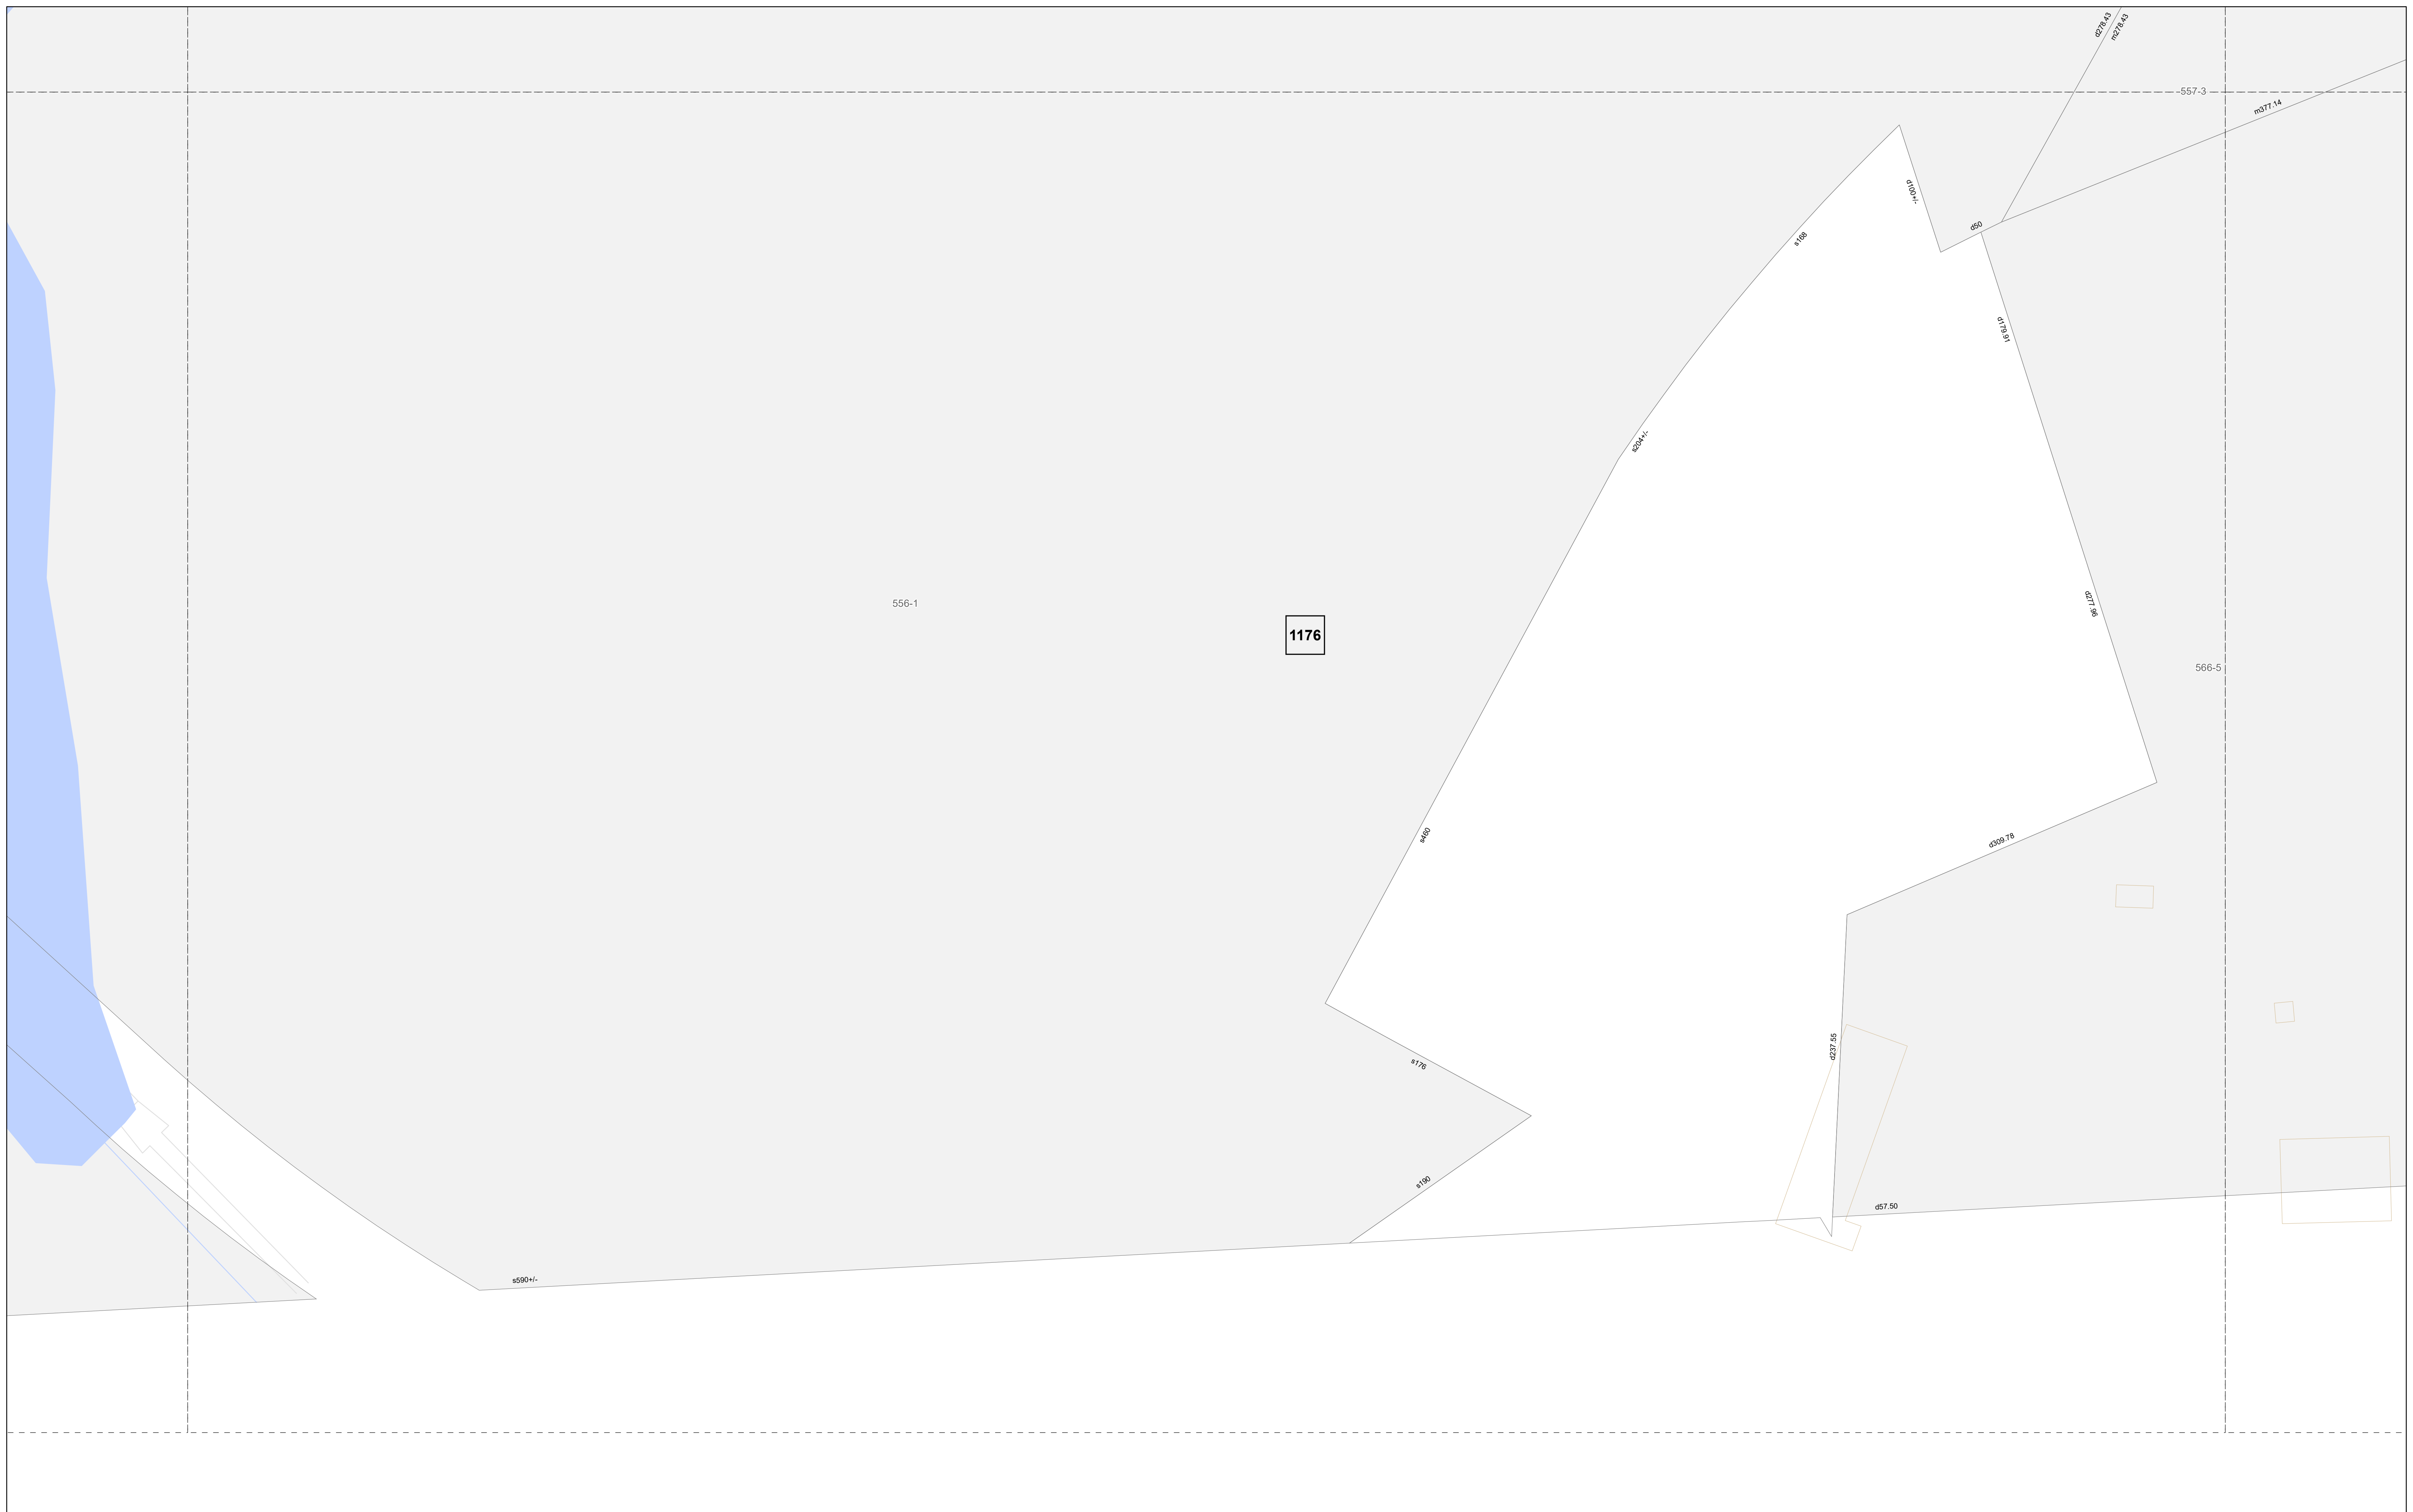 d278.43
m278.43
557-3
m377.14
d100+/-
d50
s168
d179.91
s204+/-
556-1
d277.96
1176
566-5
s460
d309.78
d237.55
s176
s190
d57.50
s590+/-